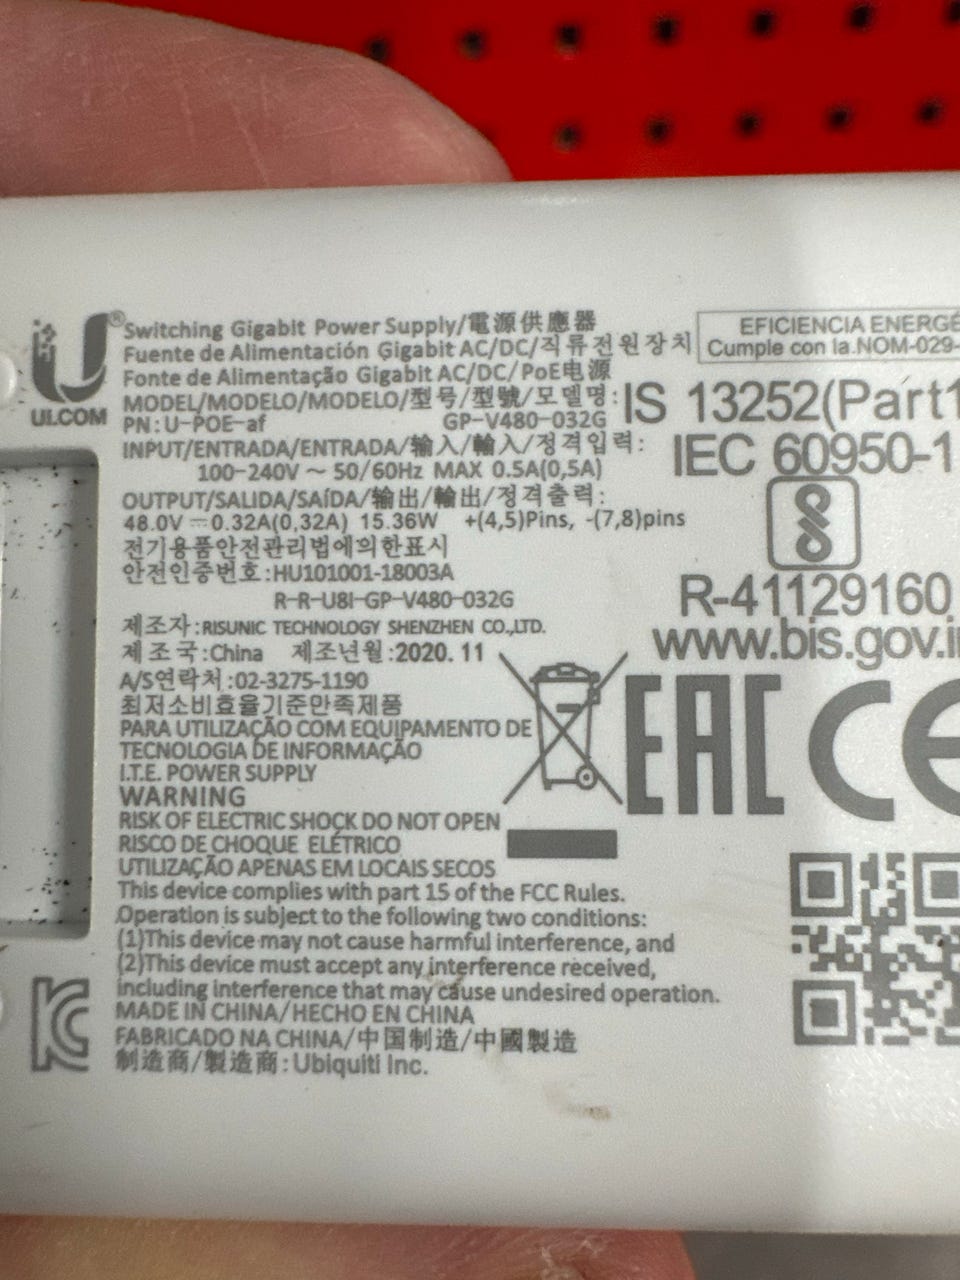 Switching Gigabit Power Supply/電源供應器
Fuente de Alimentación Gigabit AC/DC/직류전원장치
Fonte de Alimentação Gigabit AC/DC/PoE电源
MODEL/MODELO/MODELO/型号/型號/모델명:
PN: U-POE-af GP-V480-032G
INPUT/ENTRADA/ENTRADA/输入/輸入/정격입력:
100-240V ~ 50/60Hz MAX 0.5A(0,5A)
OUTPUT/SALIDA/SAÍDA/输出/輸出/정격출력:
48.0V ⎓ 0.32A(0,32A) 15.36W +(4,5)Pins, -(7,8)pins
전기용품안전관리법에의한표시
안전인증번호:HU101001-18003A
R-R-U8I-GP-V480-032G
제조자:RISUNIC TECHNOLOGY SHENZHEN CO.,LTD.
제조국:China 제조년월:2020. 11
A/S연락처:02-3275-1190
최저소비효율기준만족제품
PARA UTILIZAÇÃO COM EQUIPAMENTO DE
TECNOLOGIA DE INFORMAÇÃO
I.T.E. POWER SUPPLY
WARNING
RISK OF ELECTRIC SHOCK DO NOT OPEN
RISCO DE CHOQUE ELÉTRICO
UTILIZAÇÃO APENAS EM LOCAIS SECOS
This device complies with part 15 of the FCC Rules.
Operation is subject to the following two conditions:
(1)This device may not cause harmful interference, and
(2)This device must accept any interference received,
including interference that may cause undesired operation.
MADE IN CHINA/HECHO EN CHINA
FABRICADO NA CHINA/中国制造/中國製造
制造商/製造商:Ubiquiti Inc.
U®
UI.COM
KC
EFICIENCIA ENERGÉ
Cumple con la NOM-029-
IS 13252(Part1
IEC 60950-1
R-41129160
www.bis.gov.in
EAC CE